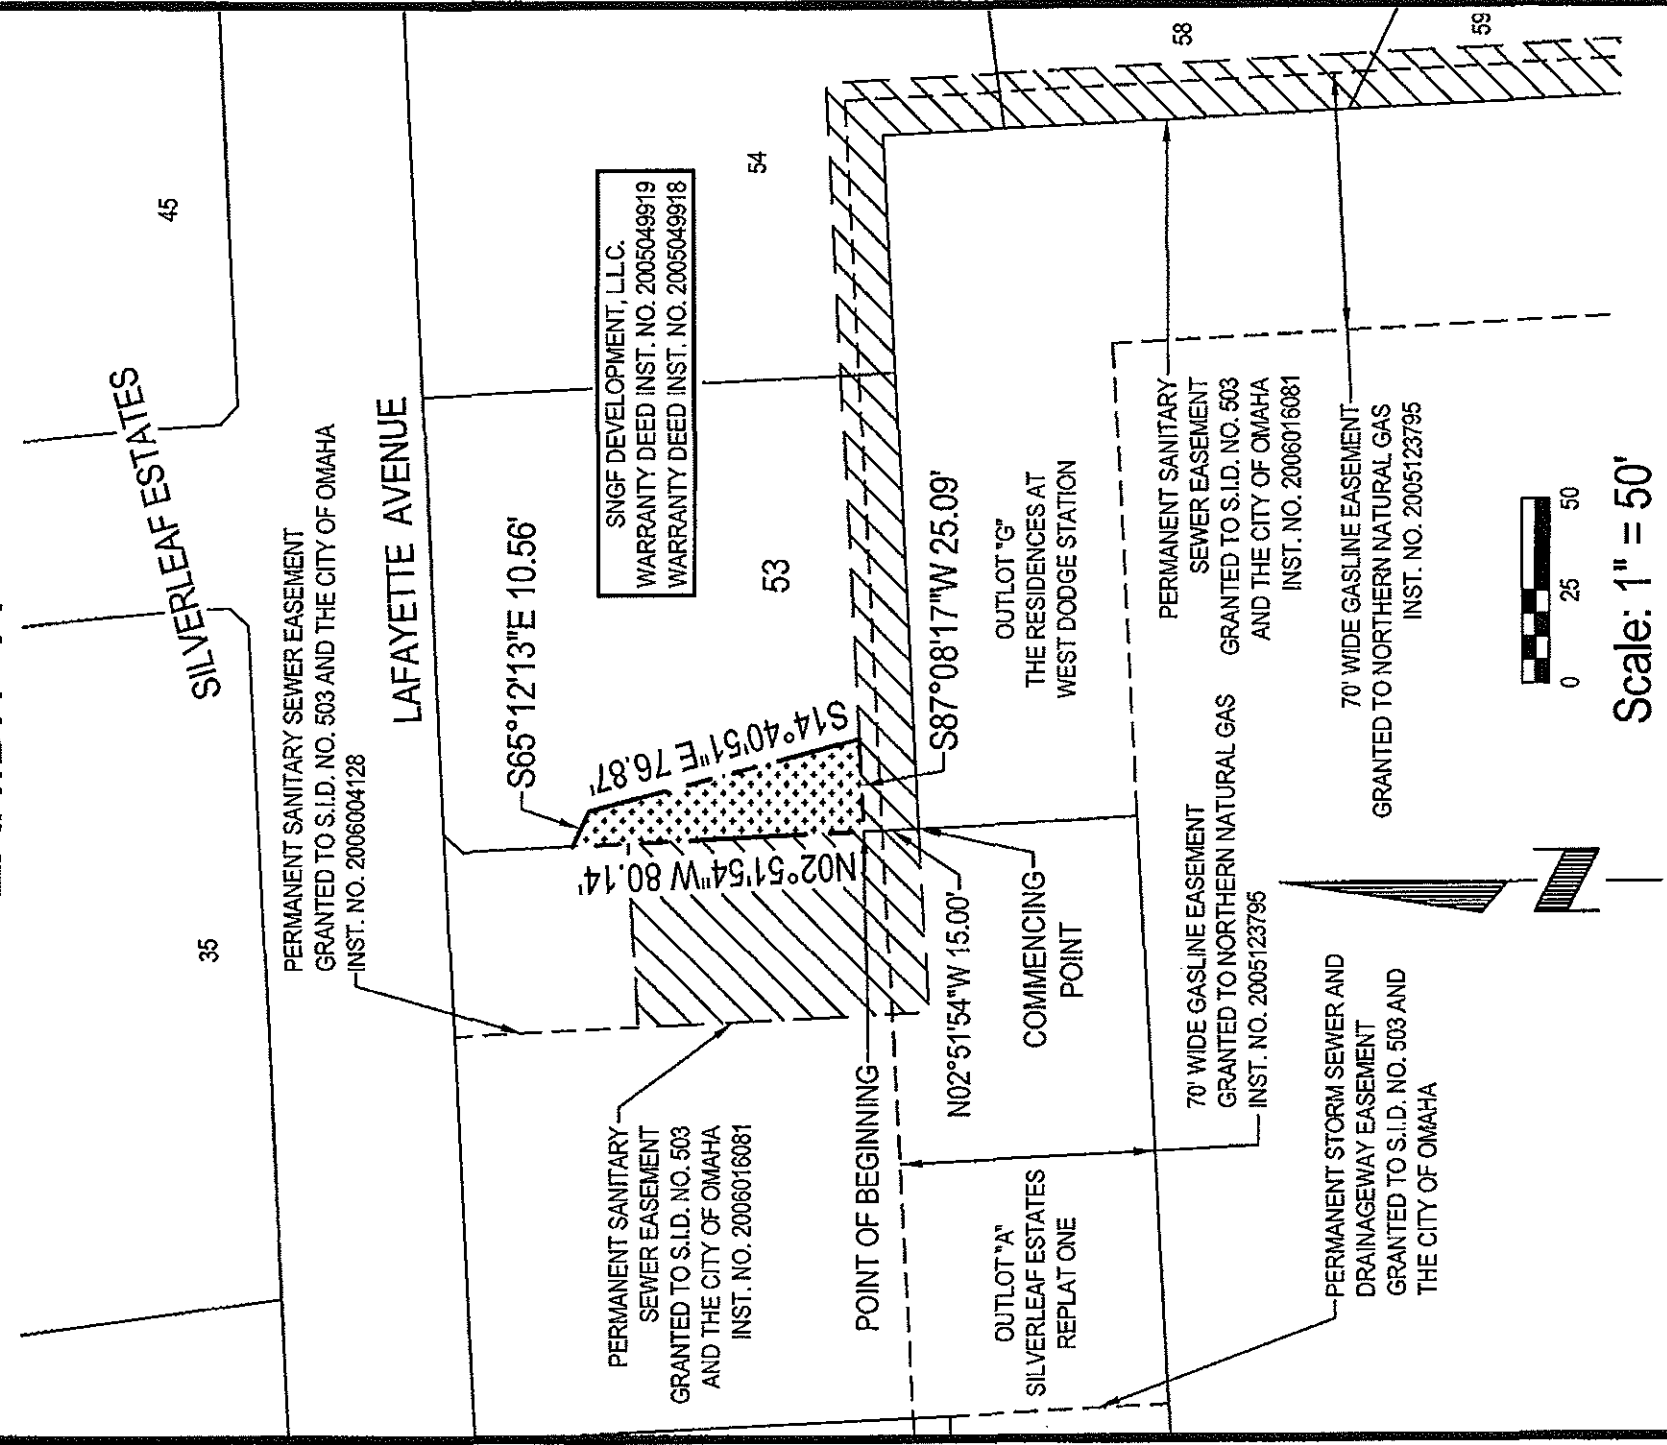 45
SILVERLEAF ESTATES
35
PERMANENT SANITARY SEWER EASEMENT
GRANTED TO S.I.D. NO. 503 AND THE CITY OF OMAHA
INST. NO. 2006004128
LAFAYETTE AVENUE
S65°12'13"E 10.56'
SNGF DEVELOPMENT, L.L.C.
WARRANTY DEED INST. NO. 2005049919
WARRANTY DEED INST. NO. 2005049918
54
53
58
59
S14°40'51"E 76.87'
N02°51'54"W 80.14'
PERMANENT SANITARY
SEWER EASEMENT
GRANTED TO S.I.D. NO. 503
AND THE CITY OF OMAHA
INST. NO. 2006016081
POINT OF BEGINNING
N02°51'54"W 15.00'
S87°08'17"W 25.09'
COMMENCING
POINT
OUTLOT "G"
THE RESIDENCES AT
WEST DODGE STATION
OUTLOT "A"
SILVERLEAF ESTATES
REPLAT ONE
70' WIDE GASLINE EASEMENT
GRANTED TO NORTHERN NATURAL GAS
INST. NO. 2005123795
PERMANENT SANITARY
SEWER EASEMENT
GRANTED TO S.I.D. NO. 503
AND THE CITY OF OMAHA
INST. NO. 2006016081
70' WIDE GASLINE EASEMENT
GRANTED TO NORTHERN NATURAL GAS
INST. NO. 2005123795
PERMANENT STORM SEWER AND
DRAINAGEWAY EASEMENT
GRANTED TO S.I.D. NO. 503 AND
THE CITY OF OMAHA
N
0 25 50
Scale: 1" = 50'